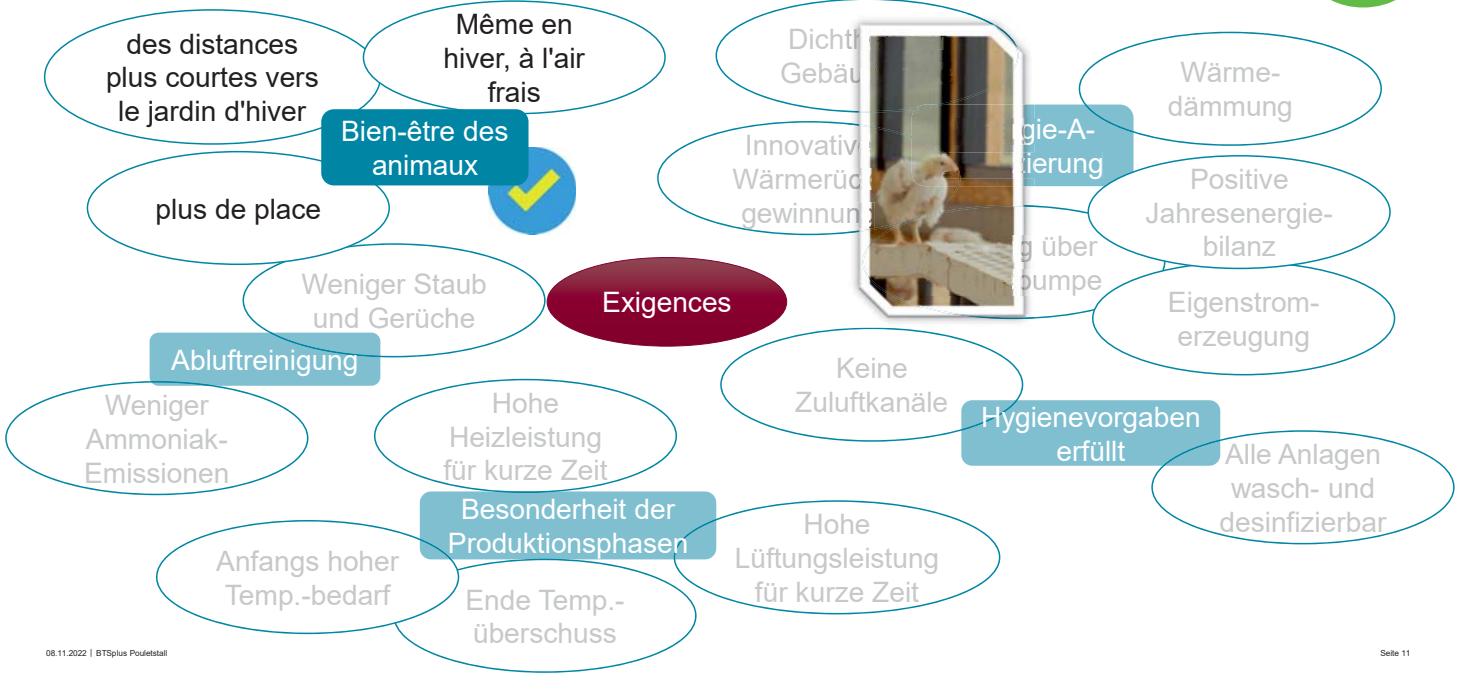 des distances
plus courtes vers
le jardin d'hiver
Même en
hiver, à l'air
frais
Bien-être des
animaux
plus de place
Weniger Staub
und Gerüche
Abluftreinigung
Weniger
Ammoniak-
Emissionen
Exigences
Innovativ
gewinnung
Wärme-
dämmung
Positive
Jahresenergie-
bilanz
über
Eigenstrom-
erzeugung
Keine
Zuluftkanäle
Hygienevorgaben
erfüllt
Alle Anlagen
wasch- und
desinfizierbar
Hohe
Heizleistung
für kurze Zeit
Besonderheit der
Produktionsphasen
Anfangs hoher
Temp.-bedarf
Ende Temp.-
überschuss
Hohe
Lüftungsleistung
für kurze Zeit
08.11.2022 | BTSplus Pouletstall
Seite 11